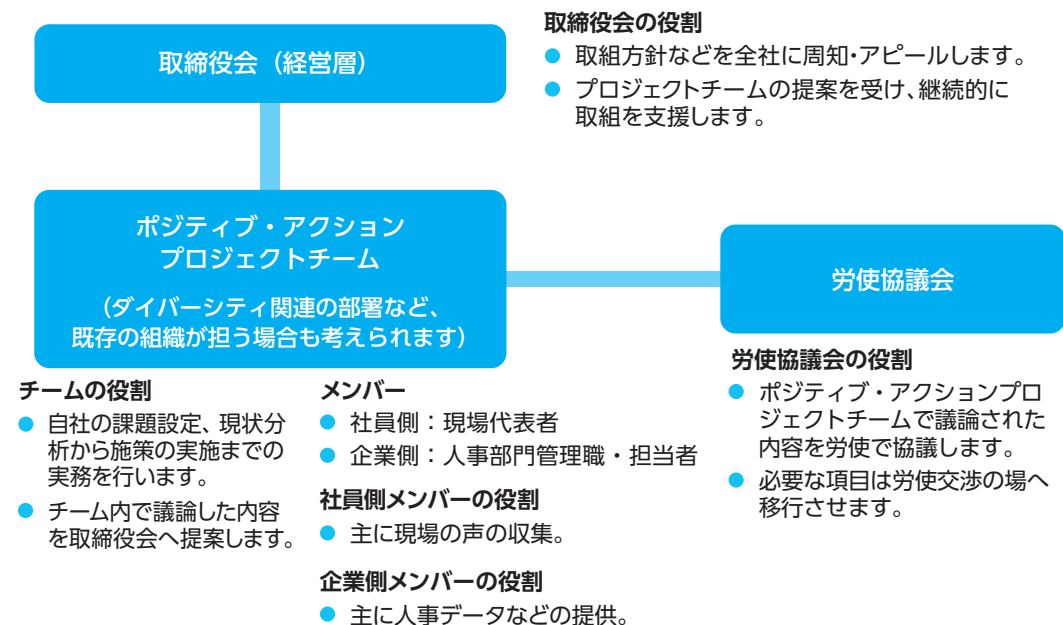 取締役会（経営層）
取締役会の役割
● 取組方針などを全社に周知・アピールします。
● プロジェクトチームの提案を受け、継続的に
取組を支援します。
ポジティブ・アクション
プロジェクトチーム
（ダイバーシティ関連の部署など、
既存の組織が担う場合も考えられます）
労使協議会
チームの役割
● 自社の課題設定、現状分
析から施策の実施までの
実務を行います。
● チーム内で議論した内容
を取締役会へ提案します。
メンバー
● 社員側：現場代表者
● 企業側：人事部門管理職・担当者
社員側メンバーの役割
● 主に現場の声の収集。
企業側メンバーの役割
● 主に人事データなどの提供。
労使協議会の役割
● ポジティブ・アクションプロ
ジェクトチームで議論された
内容を労使で協議します。
● 必要な項目は労使交渉の場へ
移行させます。